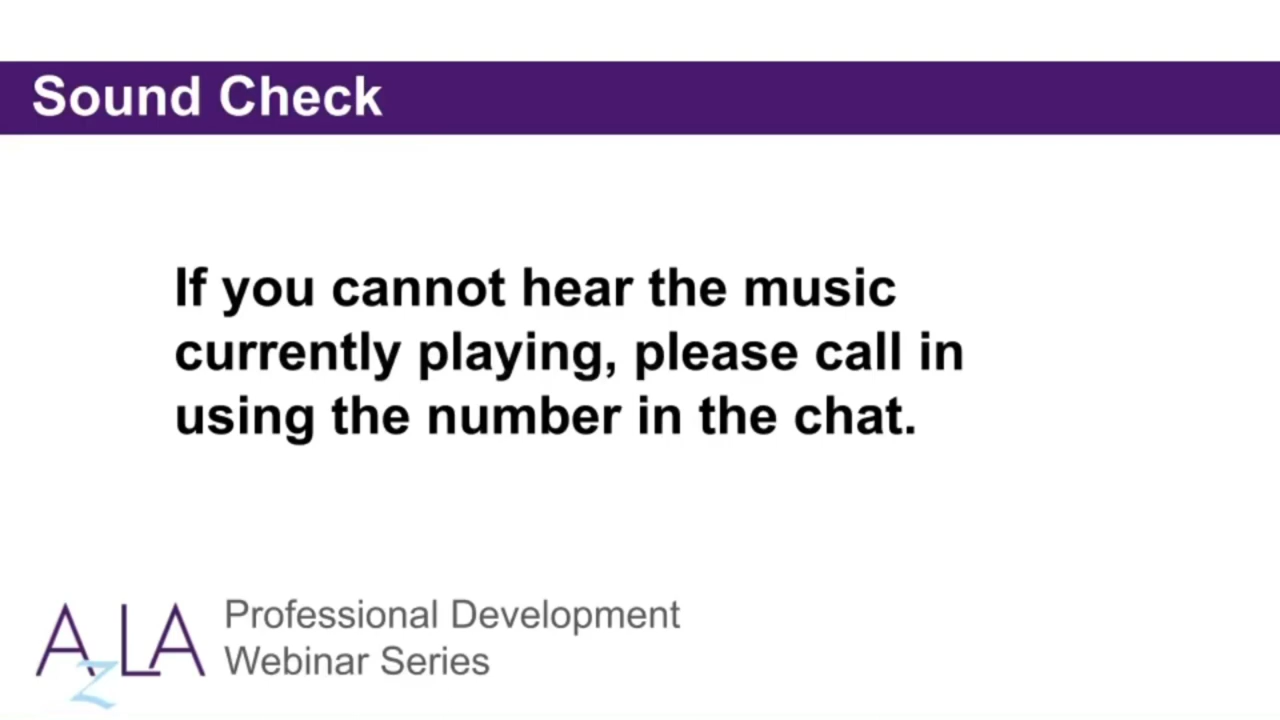 Sound Check
If you cannot hear the music
currently playing, please call in
using the number in the chat.
AzLA
Professional Development
Webinar Series